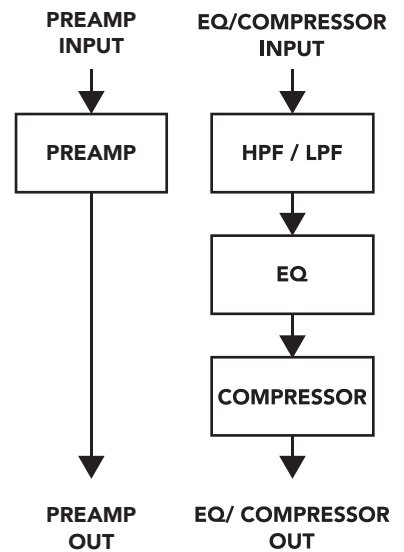 PREAMP
INPUT
EQ/COMPRESSOR
INPUT
PREAMP
HPF / LPF
EQ
COMPRESSOR
PREAMP
OUT
EQ/ COMPRESSOR
OUT